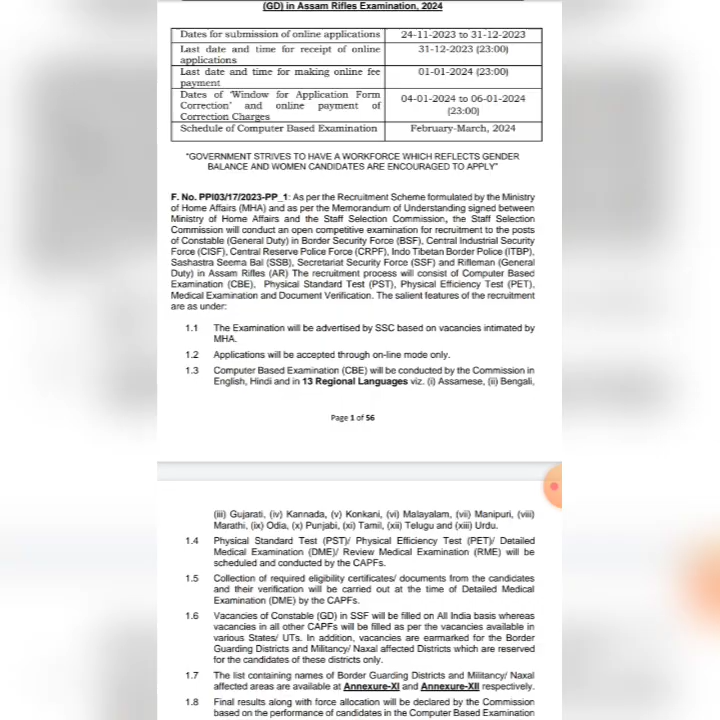 (GD) in Assam Rifles Examination, 2024
Dates for submission of online applications 24-11-2023 to 31-12-2023
Last date and time for receipt of online applications 31-12-2023 (23:00)
Last date and time for making online fee payment 01-01-2024 (23:00)
Dates of 'Window for Application Form Correction' and online payment of Correction Charges 04-01-2024 to 06-01-2024 (23:00)
Schedule of Computer Based Examination February-March, 2024
"GOVERNMENT STRIVES TO HAVE A WORKFORCE WHICH REFLECTS GENDER
BALANCE AND WOMEN CANDIDATES ARE ENCOURAGED TO APPLY"
F. No. PPI03/17/2023-PP_1: As per the Recruitment Scheme formulated by the Ministry
of Home Affairs (MHA) and as per the Memorandum of Understanding signed between
Ministry of Home Affairs and the Staff Selection Commission, the Staff Selection
Commission will conduct an open competitive examination for recruitment to the posts
of Constable (General Duty) in Border Security Force (BSF), Central Industrial Security
Force (CISF), Central Reserve Police Force (CRPF), Indo Tibetan Border Police (ITBP),
Sashastra Seema Bal (SSB), Secretariat Security Force (SSF) and Rifleman (General
Duty) in Assam Rifles (AR) The recruitment process will consist of Computer Based
Examination (CBE), Physical Standard Test (PST), Physical Efficiency Test (PET),
Medical Examination and Document Verification. The salient features of the recruitment
are as under:
1.1 The Examination will be advertised by SSC based on vacancies intimated by
MHA.
1.2 Applications will be accepted through on-line mode only.
1.3 Computer Based Examination (CBE) will be conducted by the Commission in
English, Hindi and in 13 Regional Languages viz. (i) Assamese, (ii) Bengali,
Page 1 of 56
(iii) Gujarati, (iv) Kannada, (v) Konkani, (vi) Malayalam, (vii) Manipuri, (viii)
Marathi, (ix) Odia, (x) Punjabi, (xi) Tamil, (xii) Telugu and (xiii) Urdu.
1.4 Physical Standard Test (PST)/ Physical Efficiency Test (PET)/ Detailed
Medical Examination (DME)/ Review Medical Examination (RME) will be
scheduled and conducted by the CAPFs.
1.5 Collection of required eligibility certificates/ documents from the candidates
and their verification will be carried out at the time of Detailed Medical
Examination (DME) by the CAPFs.
1.6 Vacancies of Constable (GD) in SSF will be filled on All India basis whereas
vacancies in all other CAPFs will be filled as per the vacancies available in
various States/ UTs. In addition, vacancies are earmarked for the Border
Guarding Districts and Militancy/ Naxal affected Districts which are reserved
for the candidates of these districts only.
1.7 The list containing names of Border Guarding Districts and Militancy/ Naxal
affected areas are available at Annexure-XI and Annexure-XII respectively.
1.8 Final results along with force allocation will be declared by the Commission
based on the performance of candidates in the Computer Based Examination